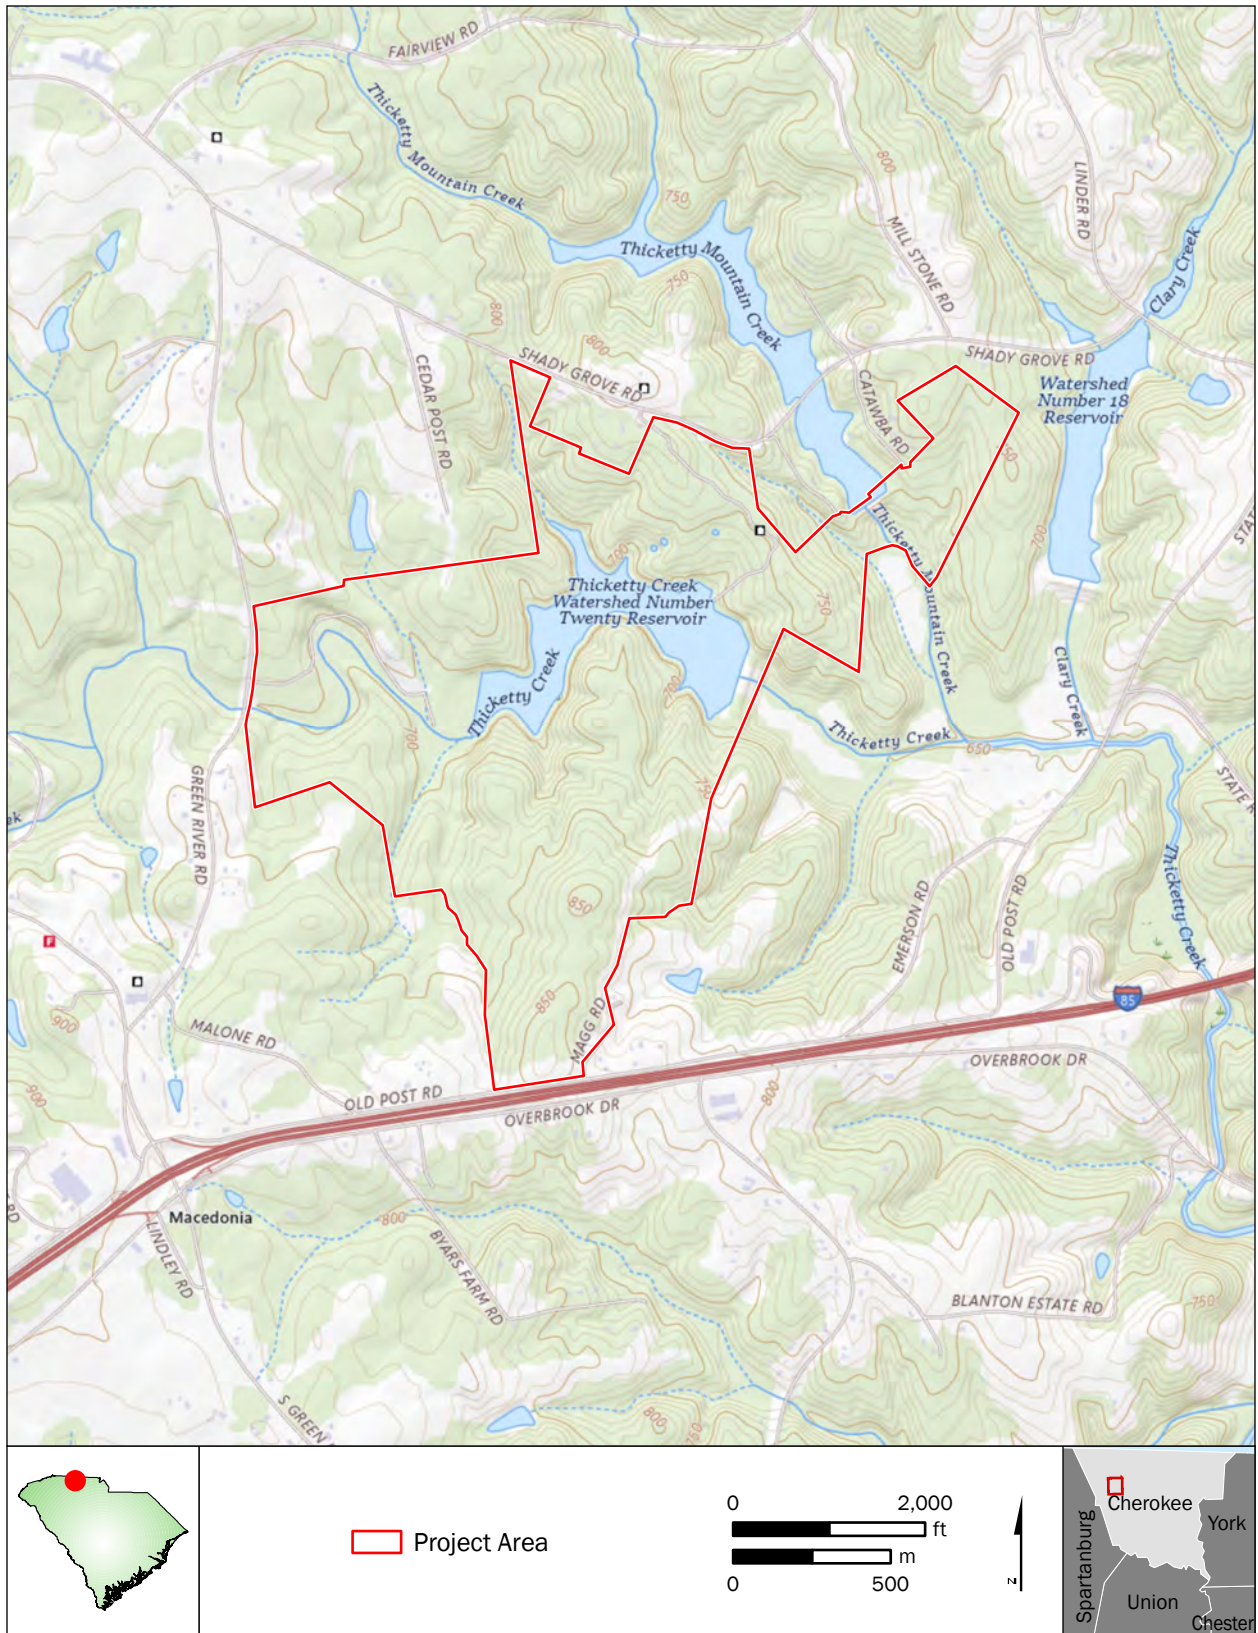 FAIRVIEW RD
Thicketty Mountain Creek
800
750
MILL STONE RD
LINDER RD
Clary Creek
Thicketty Mountain Creek
750
800
800
SHADY GROVE RD
SHADY GROVE RD
CEDAR POST RD
CATAWBA RD
Watershed
Number 18
Reservoir
700
700
Thicketty Creek
Watershed Number
Twenty Reservoir
750
Thicketty Mountain Creek
Clary Creek
Thicketty Creek
700
700
Thicketty Creek
650
750
GREEN RIVER RD
STATE
Thicketty Creek
850
EMERSON RD
OLD POST RD
F
85
850
MAGG RD
900
MALONE RD
OLD POST RD
OVERBROOK DR
OVERBROOK DR
800
900
RD
Macedonia
LINDLEY RD
800
BYARS FARM RD
BLANTON ESTATE RD
750
S GREEN
800
750
Project Area
0 2,000
ft
m
0 500
N
Cherokee
York
Spartanburg
Union
Chester